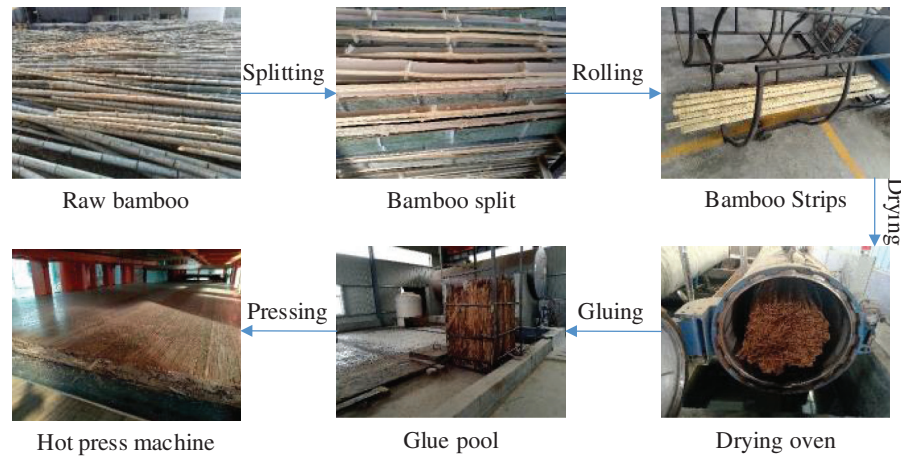 Splitting
Rolling
Raw bamboo
Bamboo split
Bamboo Strips
Drying
Pressing
Gluing
Hot press machine
Glue pool
Drying oven